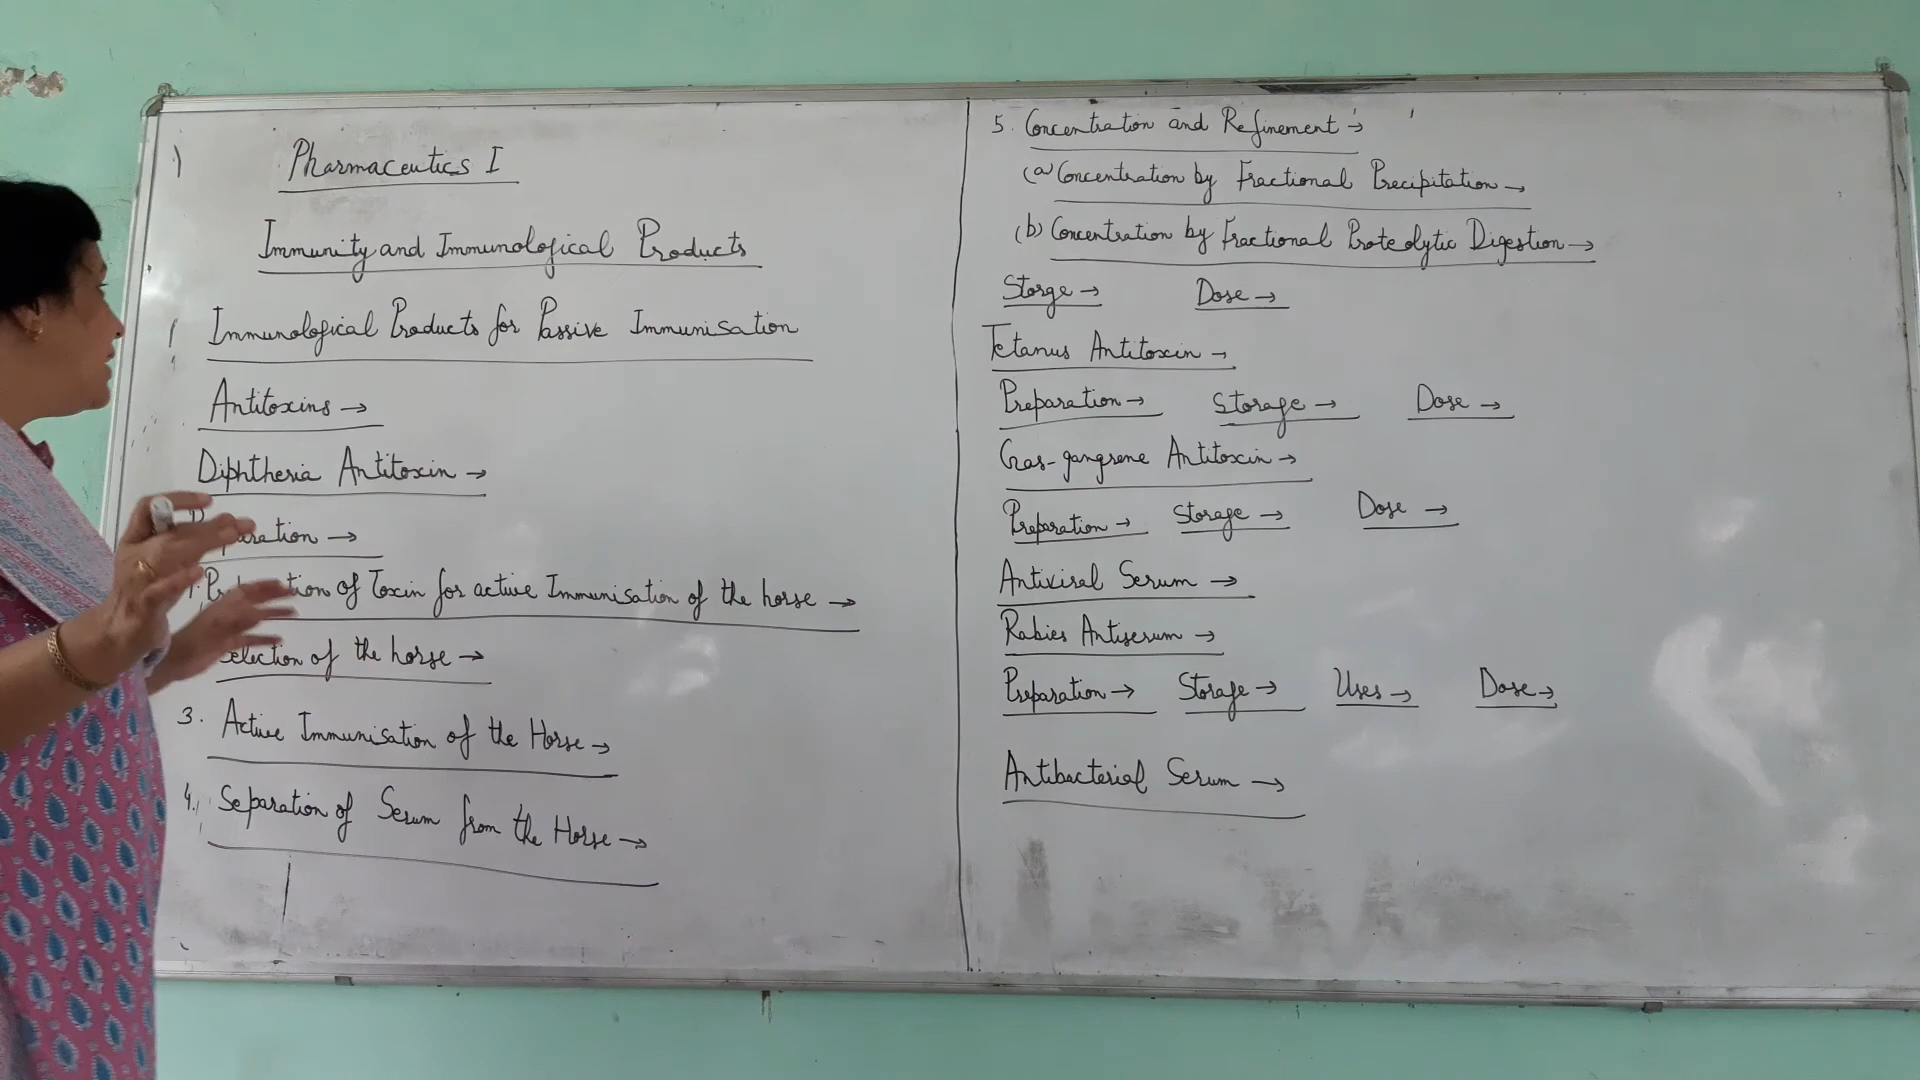 Pharmaceutics I
Immunity and Immunological Products
Immunological Products for Passive Immunisation
Antitoxins →
Diphtheria Antitoxin →
→
of Toxin for active Immunisation of the horse →
Selection of the horse →
3. Active Immunisation of the Horse →
4. Separation of Serum from the Horse →
5. Concentration and Refinement →
(a) Concentration by Fractional Precipitation →
(b) Concentration by Fractional Proteolytic Digestion →
Storge → Dose →
Tetanus Antitoxin →
Preparation → Storage → Dose →
Gas-gangrene Antitoxin →
Preparation → Storage → Dose →
Antiviral Serum →
Rabies Antiserum →
Preparation → Storage → Uses → Dose →
Antibacterial Serum →